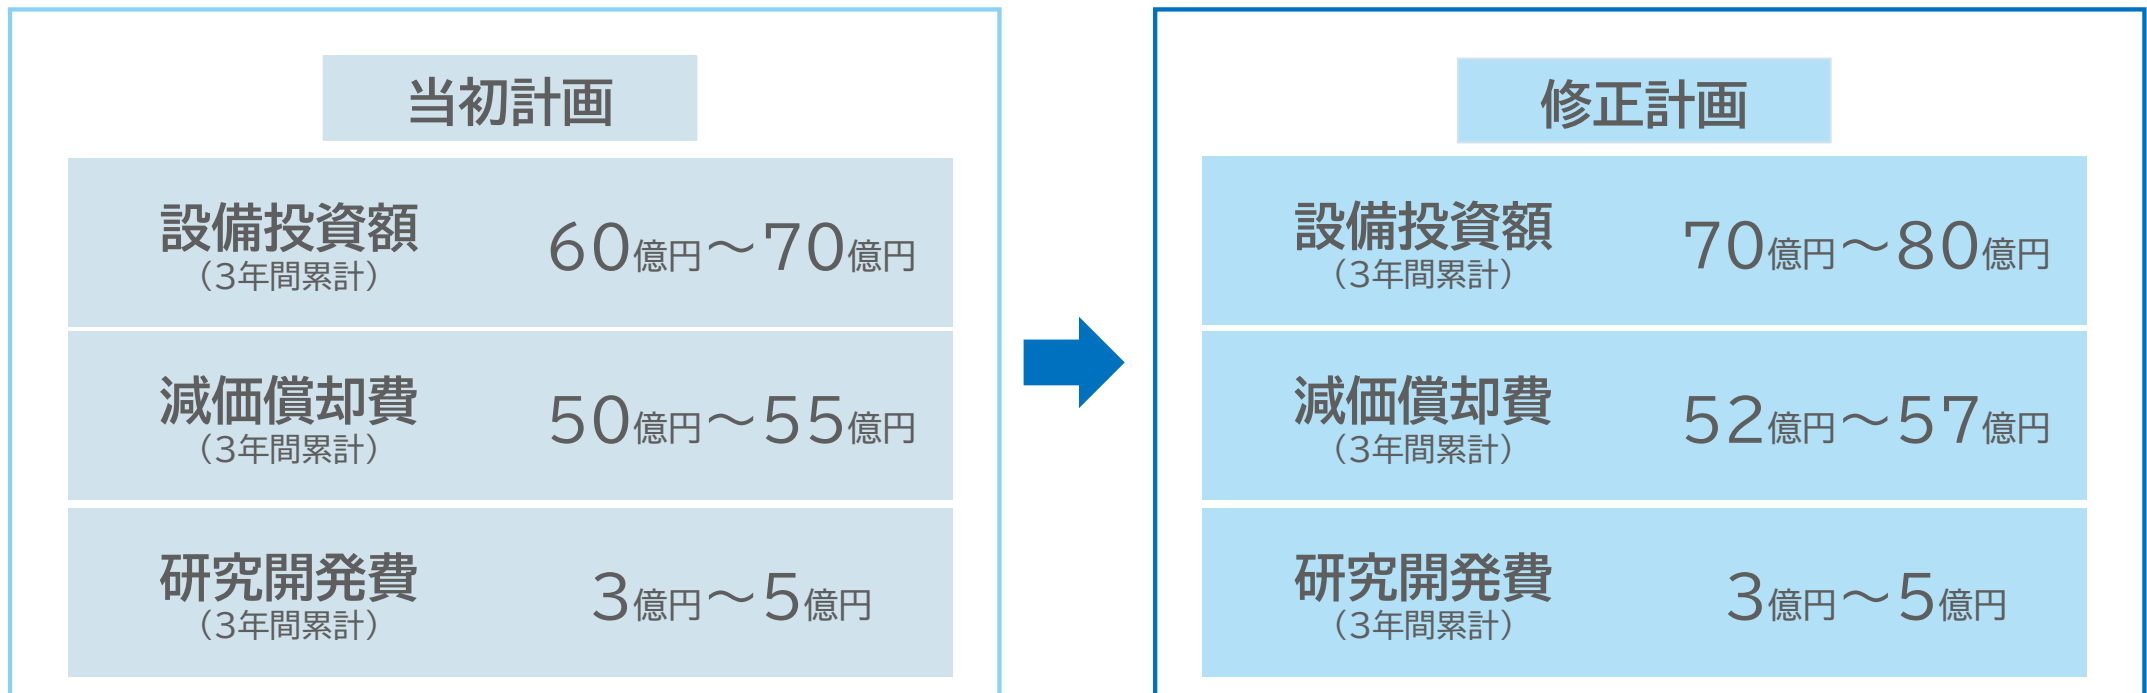 当初計画
設備投資額
（3年間累計）
60億円～70億円
減価償却費
（3年間累計）
50億円～55億円
研究開発費
（3年間累計）
3億円～5億円
修正計画
設備投資額
（3年間累計）
70億円～80億円
減価償却費
（3年間累計）
52億円～57億円
研究開発費
（3年間累計）
3億円～5億円